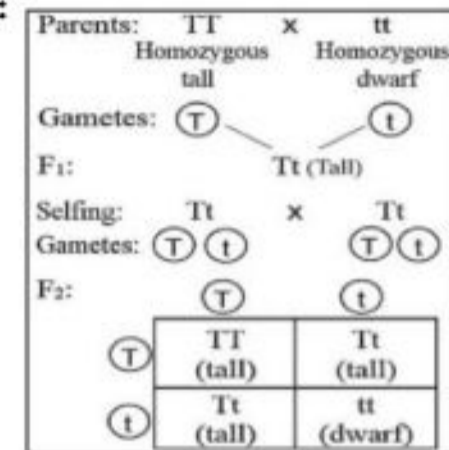 :
Parents: TT x tt
Homozygous Homozygous
tall dwarf
Gametes: T t
F₁: Tt (Tall)
Selfing: Tt x Tt
Gametes: T t T t
F₂: T t
T TT Tt
(tall) (tall)
t Tt tt
(tall) (dwarf)